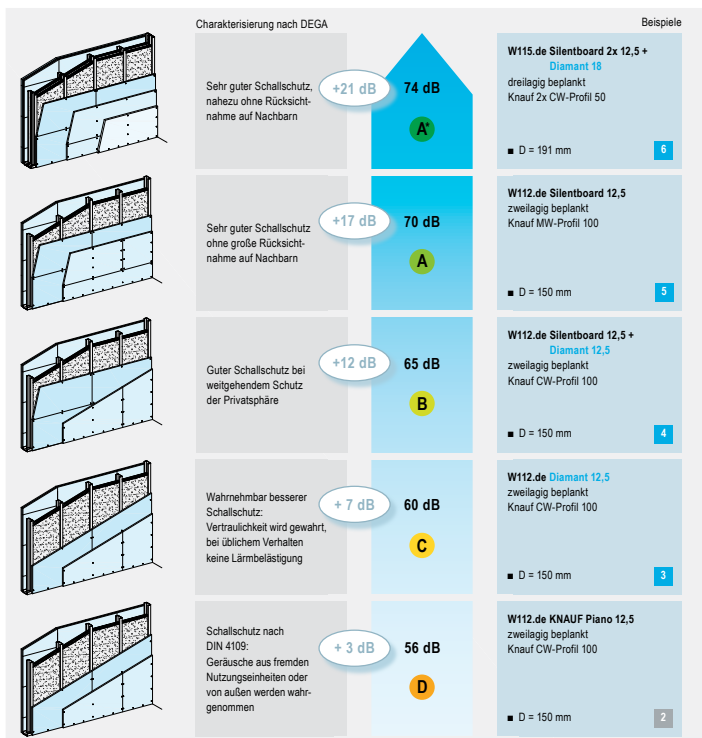 Charakterisierung nach DEGA
Beispiele
Sehr guter Schallschutz,
nahezu ohne Rücksicht-
nahme auf Nachbarn
+21 dB
74 dB
A*
W115.de Silentboard 2x 12,5 +
Diamant 18
dreilagig beplankt
Knauf 2x CW-Profil 50
■ D = 191 mm
6
Sehr guter Schallschutz
ohne große Rücksicht-
nahme auf Nachbarn
+17 dB
70 dB
A
W112.de Silentboard 12,5
zweilagig beplankt
Knauf MW-Profil 100
■ D = 150 mm
5
Guter Schallschutz bei
weitgehendem Schutz
der Privatsphäre
+12 dB
65 dB
B
W112.de Silentboard 12,5 +
Diamant 12,5
zweilagig beplankt
Knauf CW-Profil 100
■ D = 150 mm
4
Wahrnehmbar besserer
Schallschutz:
Vertraulichkeit wird gewahrt,
bei üblichem Verhalten
keine Lärmbelästigung
+ 7 dB
60 dB
C
W112.de Diamant 12,5
zweilagig beplankt
Knauf CW-Profil 100
■ D = 150 mm
3
Schallschutz nach
DIN 4109:
Geräusche aus fremden
Nutzungseinheiten oder
von außen werden wahr-
genommen
+ 3 dB
56 dB
D
W112.de KNAUF Piano 12,5
zweilagig beplankt
Knauf CW-Profil 100
■ D = 150 mm
2